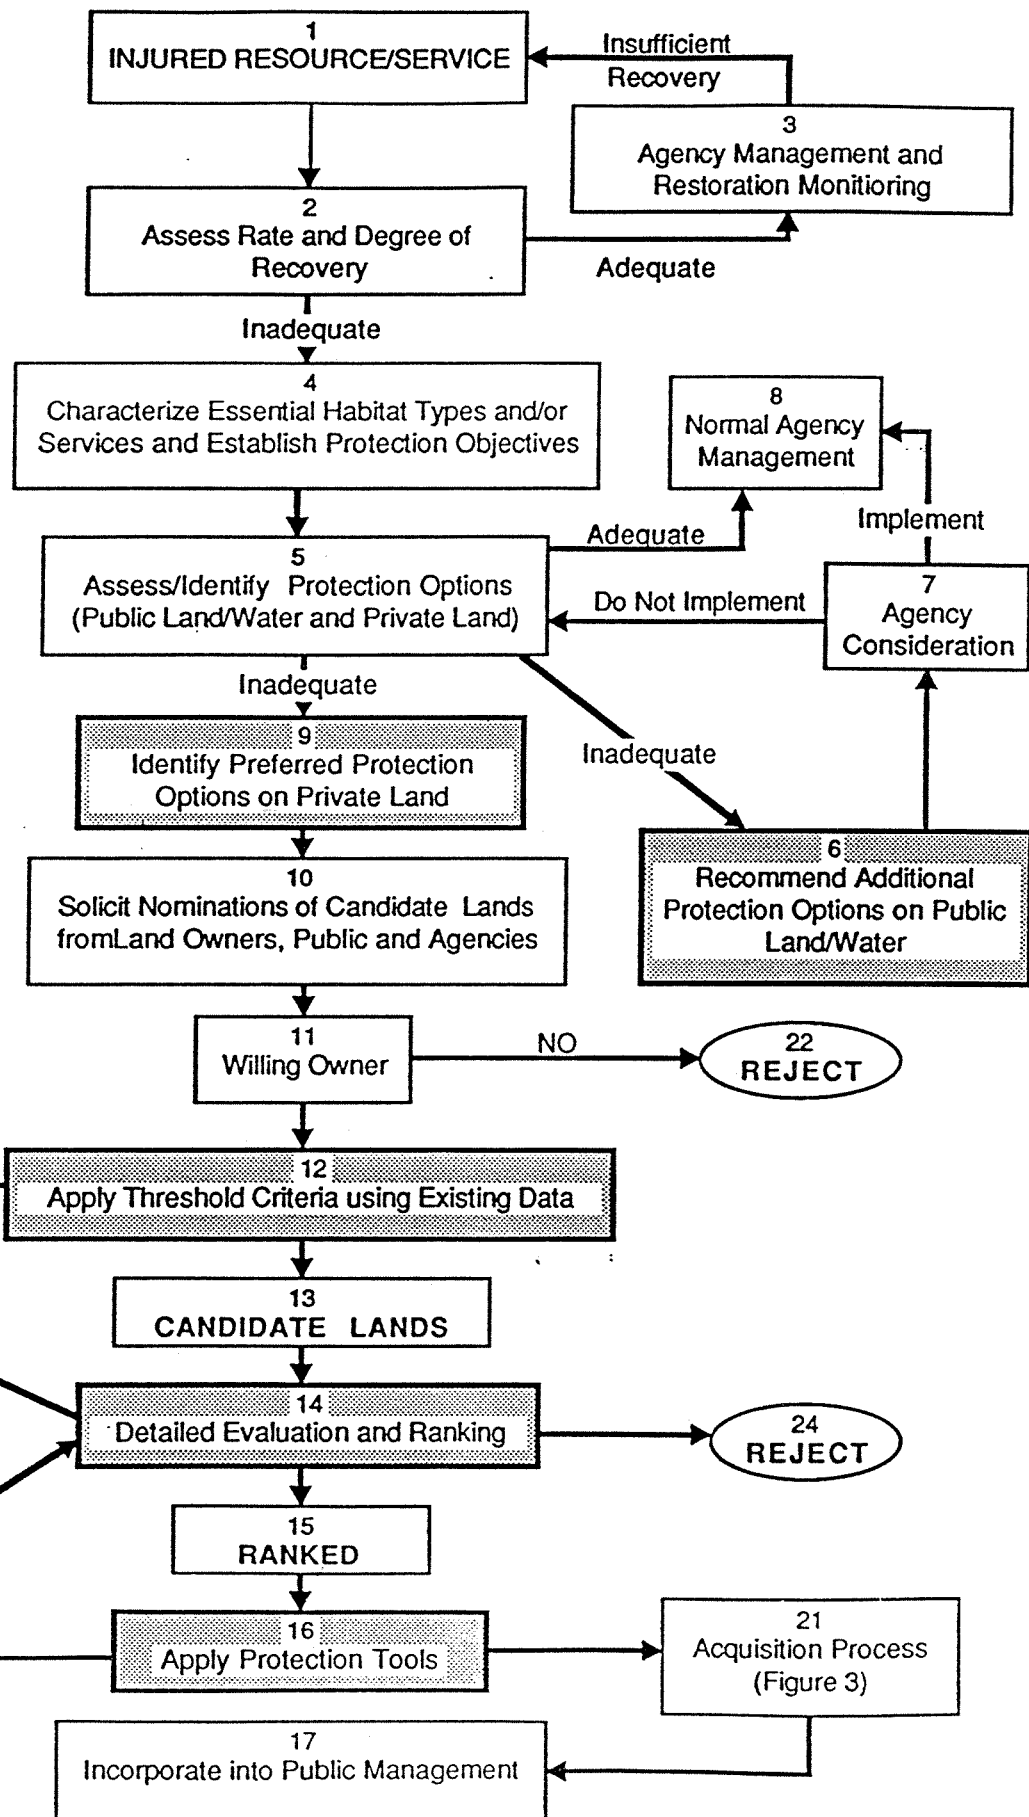 1
INJURED RESOURCE/SERVICE
Insufficient
Recovery
3
Agency Management and
Restoration Monitioring
2
Assess Rate and Degree of
Recovery
Adequate
Inadequate
4
Characterize Essential Habitat Types and/or
Services and Establish Protection Objectives
8
Normal Agency
Management
Implement
Adequate
5
Assess/Identify Protection Options
(Public Land/Water and Private Land)
Do Not Implement
7
Agency
Consideration
Inadequate
Inadequate
9
Identify Preferred Protection
Options on Private Land
6
Recommend Additional
Protection Options on Public
Land/Water
10
Solicit Nominations of Candidate Lands
fromLand Owners, Public and Agencies
11
Willing Owner
NO
22
REJECT
12
Apply Threshold Criteria using Existing Data
13
CANDIDATE LANDS
14
Detailed Evaluation and Ranking
24
REJECT
15
RANKED
16
Apply Protection Tools
21
Acquisition Process
(Figure 3)
17
Incorporate into Public Management